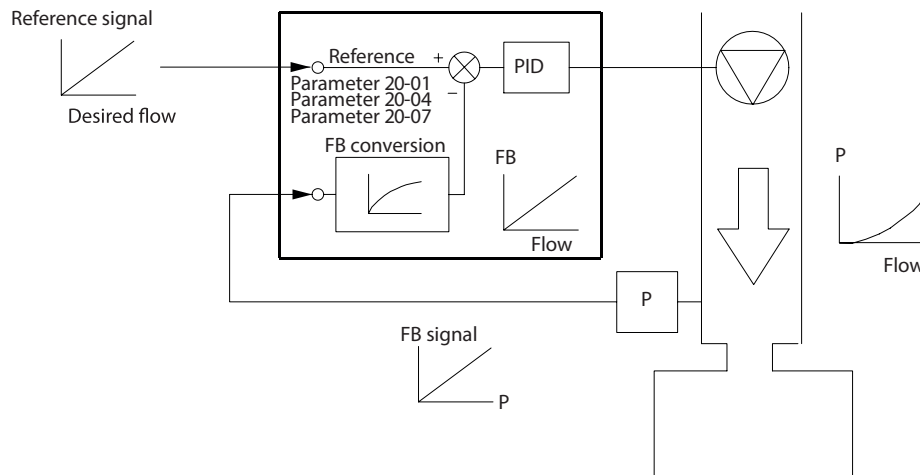 Reference signal
Desired flow
Reference
+
−
PID
Parameter 20-01
Parameter 20-04
Parameter 20-07
FB conversion
FB
Flow
P
Flow
P
FB signal
P